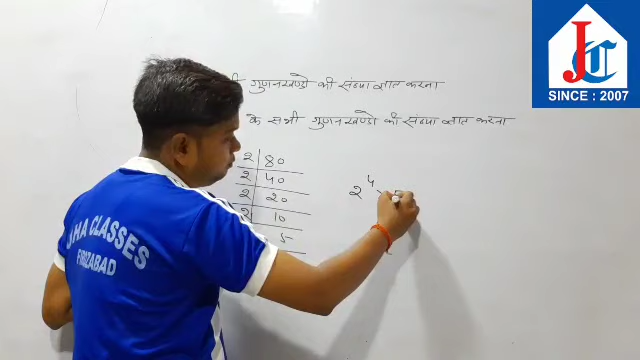 गुणनखण्डो की संख्या ज्ञात करना
के सभी गुणनखण्डो की संख्या ज्ञात करना
2 80
2 40
2 20
2 10
5
2⁴
JHA CLASSES
FIROZABAD
JC
SINCE : 2007